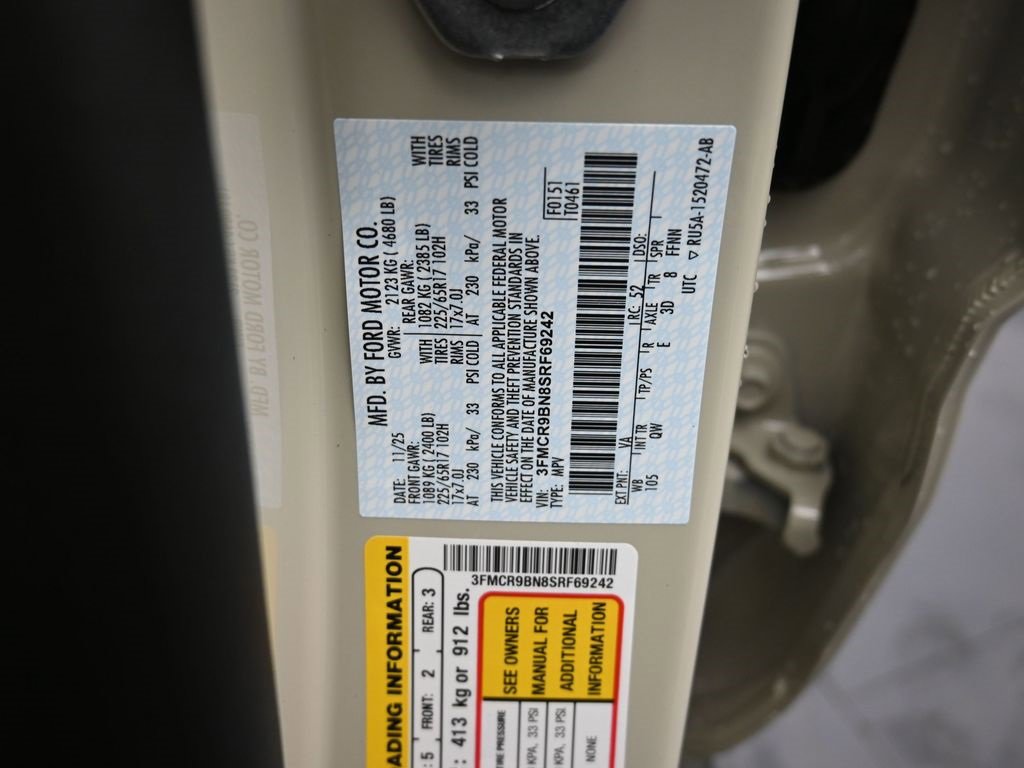 MFD. BY FORD MOTOR CO.
DATE: 11/25 GVWR: 2123 KG ( 4680 LB)
FRONT GAWR: REAR GAWR:
1089 KG ( 2400 LB) WITH 1082 KG ( 2385 LB) WITH
225/65R17 102H TIRES 225/65R17 102H TIRES
17x7.0J RIMS 17x7.0J RIMS
AT 230 kPa/ 33 PSI COLD AT 230 kPa/ 33 PSI COLD
THIS VEHICLE CONFORMS TO ALL APPLICABLE FEDERAL MOTOR
VEHICLE SAFETY AND THEFT PREVENTION STANDARDS IN
EFFECT ON THE DATE OF MANUFACTURE SHOWN ABOVE.
VIN: 3FMCR9BN8SRF69242
TYPE: MPV
F0151
T0461
EXT PNT: VA RC: 52 DSO:
WB INT TR TP/PS R AXLE TR SPR
105 QW E 3D 8 FFNN
UTC ▽ RU5A-1520472-AB
ADING INFORMATION
: 5 FRONT: 2 REAR: 3
: 413 kg or 912 lbs.
3FMCR9BN8SRF69242
SEE OWNERS
MANUAL FOR
ADDITIONAL
INFORMATION
TIRE PRESSURE
KPA, 33 PSI
KPA, 33 PSI
NONE
MFD. BY FORD MOTOR CO